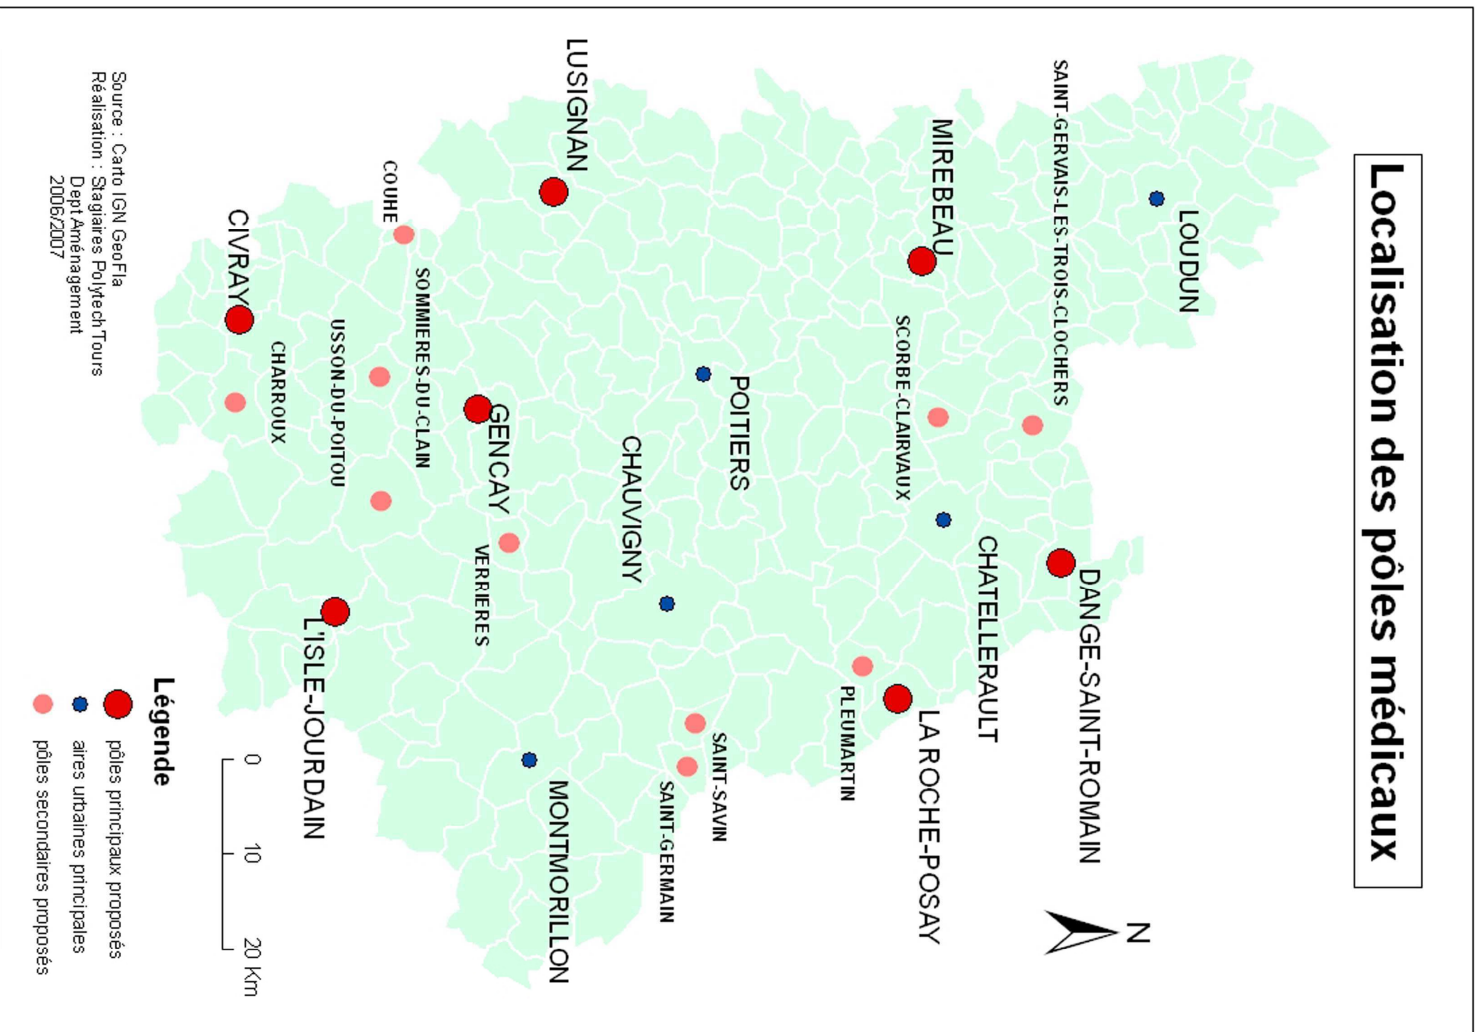 Localisation des pôles médicaux
N
LOUDUN
SAINT-GERVAIS-LES-TROIS-CLOCHERS
DANGE-SAINT-ROMAIN
CHATELLERAULT
MIREBEAU
SCORBE-CLAIRVAUX
LA ROCHE-POSAY
PLEUMARTIN
POITIERS
SAINT-SAVIN
CHAUVIGNY
SAINT-GERMAIN
LUSIGNAN
MONTMORILLON
GENCAY
VERRIERES
SOMMIERES-DU-CLAIN
COUHE
USSON-DU-POITOU
L'ISLE-JOURDAIN
CHARROUX
CIVRAY
0 10 20 Km
Légende
pôles principaux proposés
aires urbaines principales
pôles secondaires proposés
Source : Carto IGN GeoFla
Réalisation : Stagiaires PolytechTours
Dept Aménagement
2006/2007